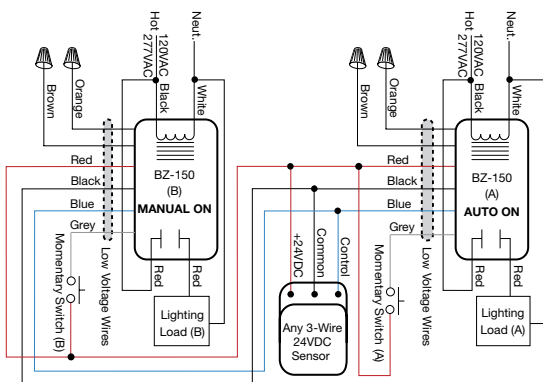 Neut.
Hot
120VAC
277VAC
Black
White
Orange
Brown
Red
BZ-150
(B)
MANUAL ON
Black
Blue
Grey
Red
Red
Low Voltage Wires
Momentary Switch (B)
Lighting
Load (B)
+24VDC
Common
Control
Any 3-Wire
24VDC
Sensor
Neut.
Hot
120VAC
277VAC
Black
White
Orange
Brown
Red
BZ-150
(A)
AUTO ON
Black
Blue
Grey
Red
Red
Low Voltage Wires
Momentary Switch (A)
Lighting
Load (A)